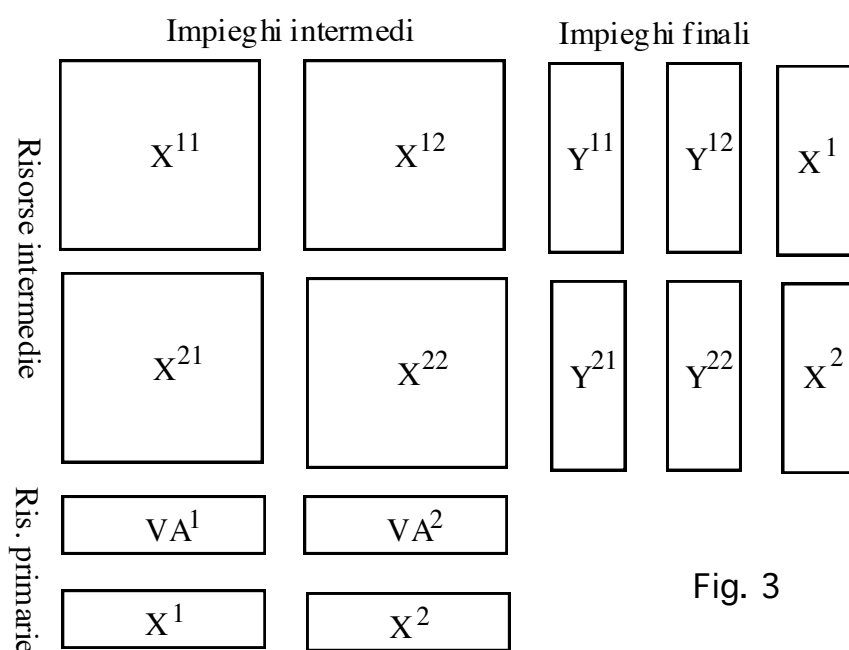 Impieghi intermedi
Impieghi finali
Risorse intermedie
X¹¹
X¹²
Y¹¹
Y¹²
X¹
X²¹
X²²
Y²¹
Y²²
X²
Ris. primarie
VA¹
VA²
X¹
X²
Fig. 3